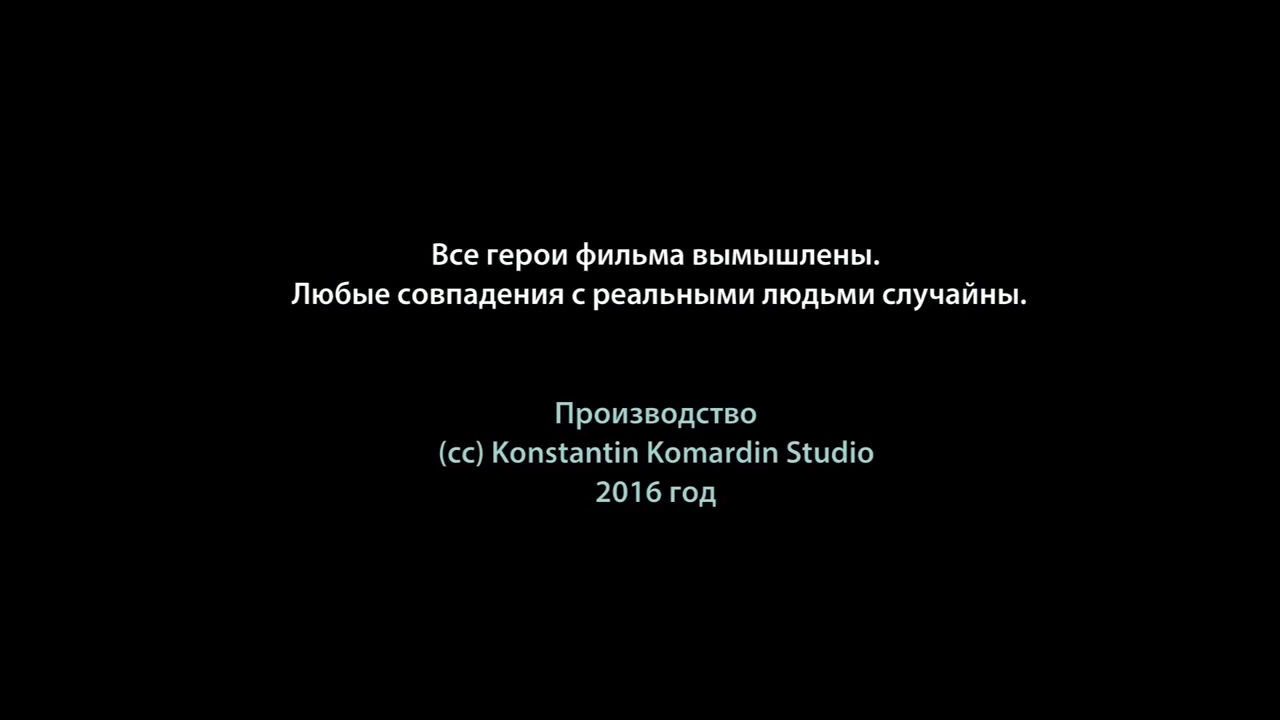 Все герои фильма вымышлены.
Любые совпадения с реальными людьми случайны.
Производство
(cc) Konstantin Komardin Studio
2016 год